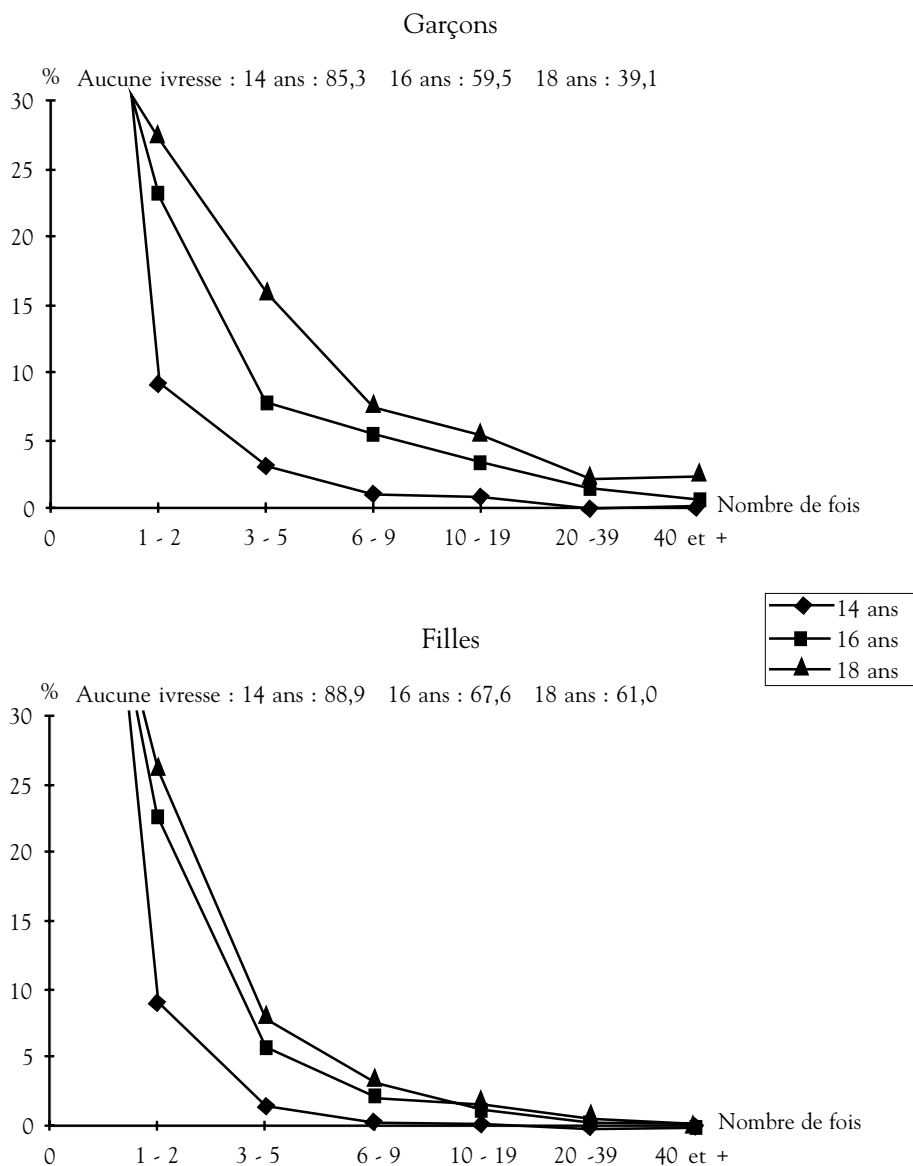 Garçons
% Aucune ivresse : 14 ans : 85,3 16 ans : 59,5 18 ans : 39,1
30
25
20
15
10
5
0
Nombre de fois
0 1 - 2 3 - 5 6 - 9 10 - 19 20 -39 40 et +
14 ans
16 ans
18 ans
Filles
% Aucune ivresse : 14 ans : 88,9 16 ans : 67,6 18 ans : 61,0
30
25
20
15
10
5
0
Nombre de fois
0 1 - 2 3 - 5 6 - 9 10 - 19 20 -39 40 et +